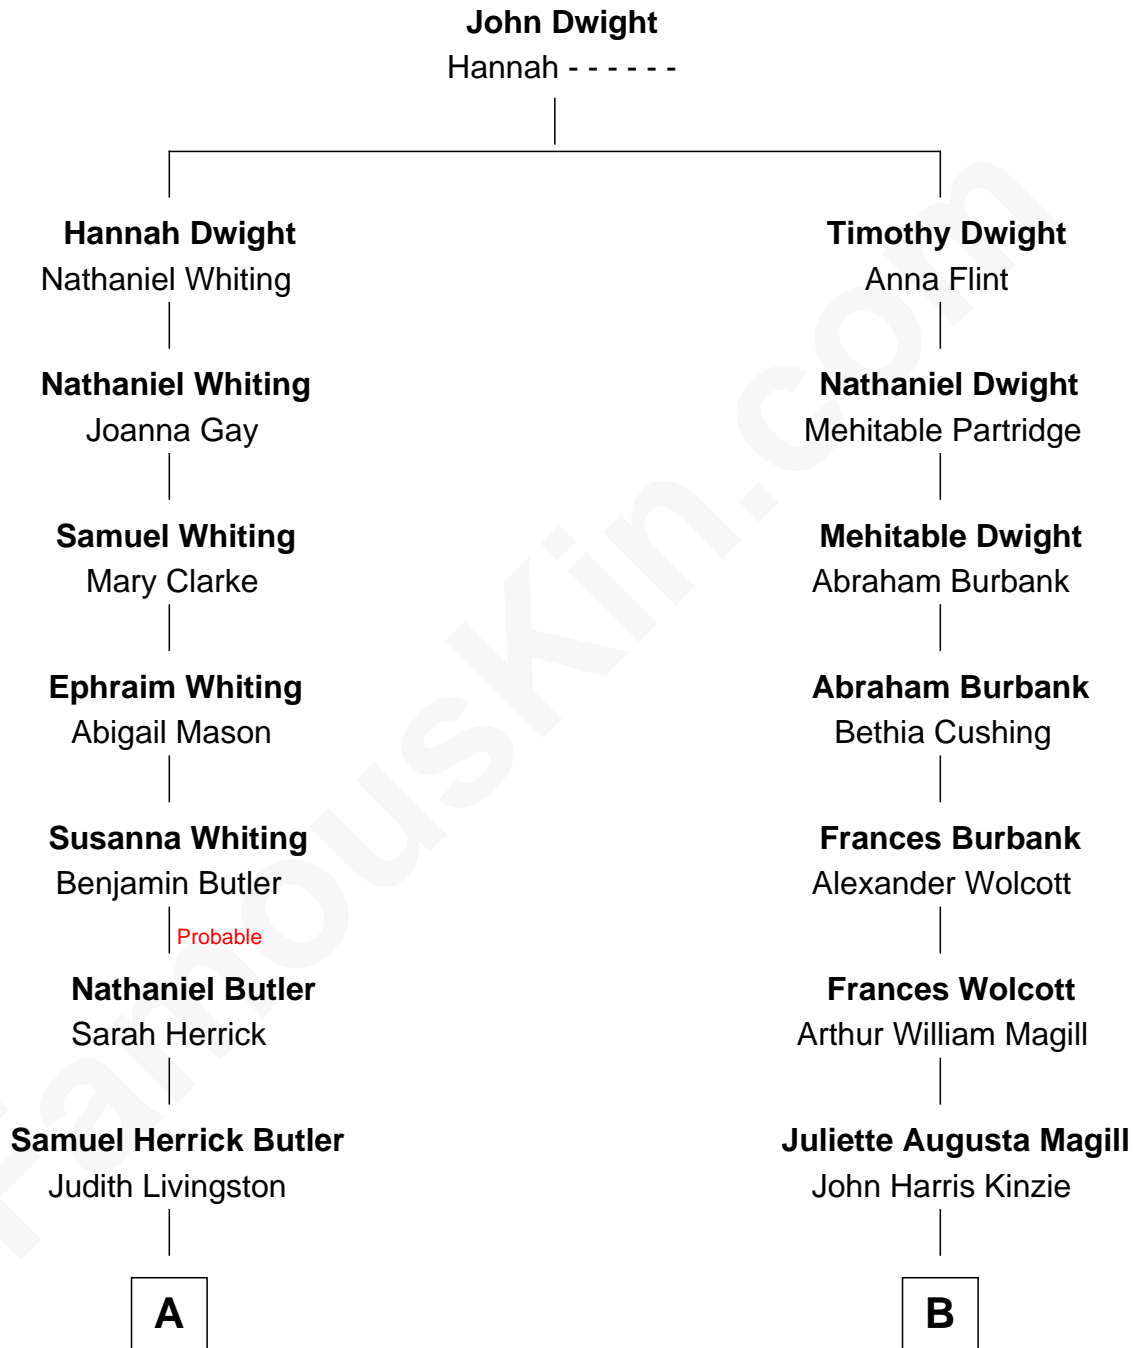 John Dwight
Hannah - - - - - -
Hannah Dwight
Nathaniel Whiting
Timothy Dwight
Anna Flint
Nathaniel Whiting
Joanna Gay
Nathaniel Dwight
Mehitable Partridge
Samuel Whiting
Mary Clarke
Mehitable Dwight
Abraham Burbank
Ephraim Whiting
Abigail Mason
Abraham Burbank
Bethia Cushing
Susanna Whiting
Benjamin Butler
Frances Burbank
Alexander Wolcott
Probable
Nathaniel Butler
Sarah Herrick
Frances Wolcott
Arthur William Magill
Samuel Herrick Butler
Judith Livingston
Juliette Augusta Magill
John Harris Kinzie
A
B
FamousKin.com